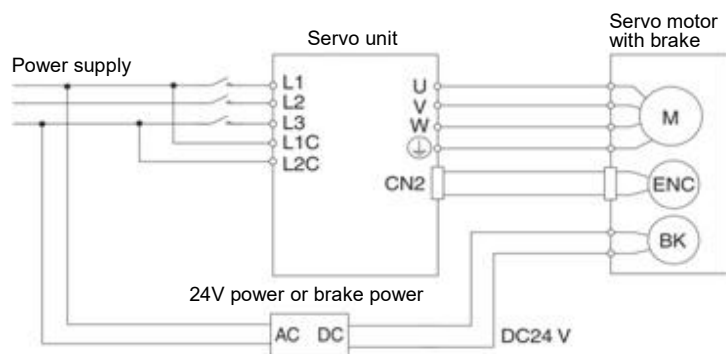 Servo unit
Servo motor
with brake
Power supply
L1
L2
L3
L1C
L2C
U
V
W
CN2
M
ENC
BK
24V power or brake power
AC DC
DC24 V